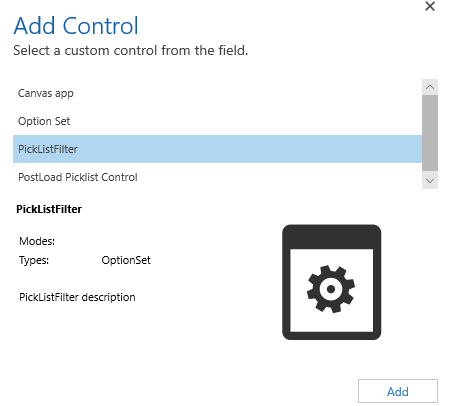 Add Control
Select a custom control from the field.
Canvas app
Option Set
PickListFilter
PostLoad Picklist Control
PickListFilter
Modes:
Types: OptionSet
PickListFilter description
Add